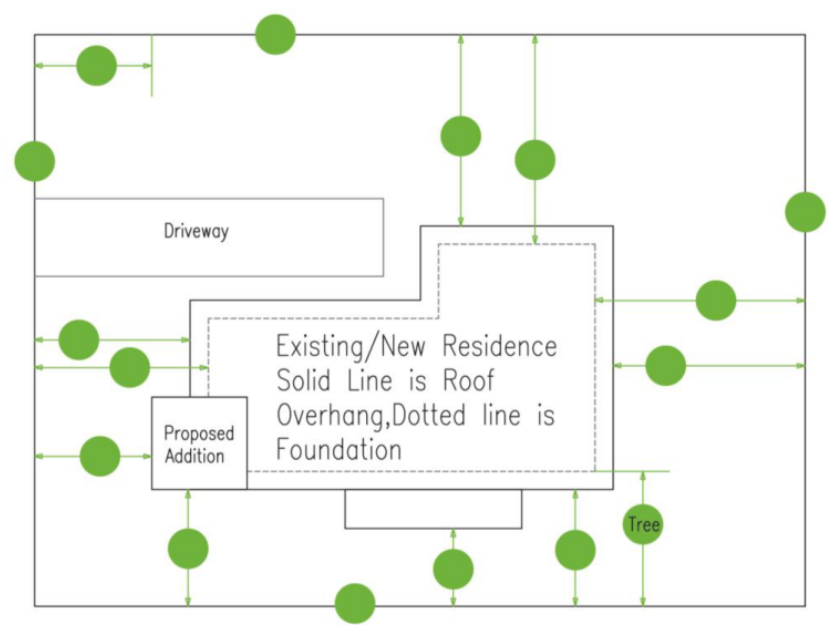 Driveway
Existing/New Residence
Solid Line is Roof
Overhang,Dotted line is
Foundation
Proposed
Addition
Tree